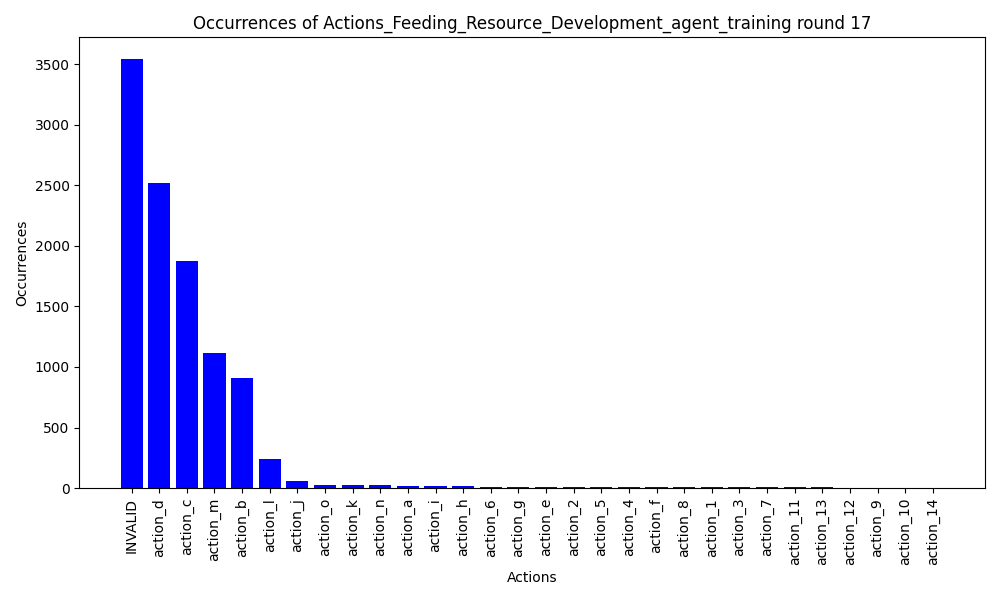 Occurrences of Actions_Feeding_Resource_Development_agent_training round 17
Occurrences
3500
3000
2500
2000
1500
1000
500
0
INVALID
action_d
action_c
action_m
action_b
action_l
action_j
action_o
action_k
action_n
action_a
action_i
action_h
action_6
action_g
action_e
action_2
action_5
action_4
action_f
action_8
action_1
action_3
action_7
action_11
action_13
action_12
action_9
action_10
action_14
Actions